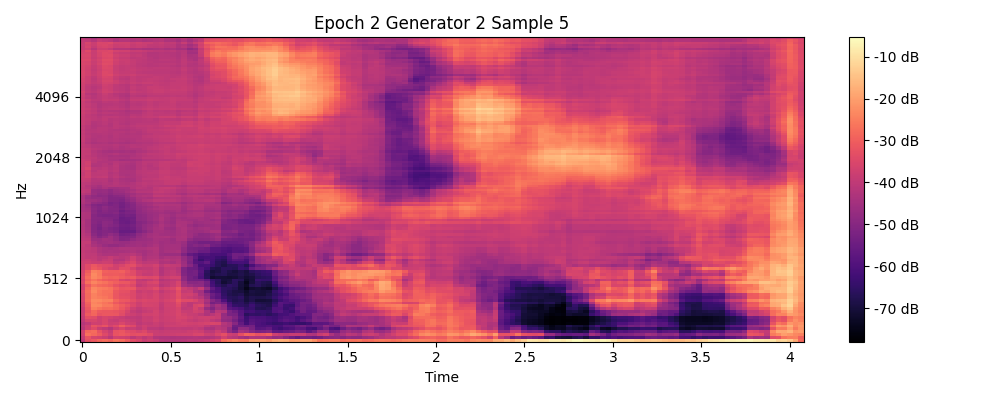 Epoch 2 Generator 2 Sample 5
Hz
4096
2048
1024
512
0
0 0.5 1 1.5 2 2.5 3 3.5 4
Time
-10 dB
-20 dB
-30 dB
-40 dB
-50 dB
-60 dB
-70 dB